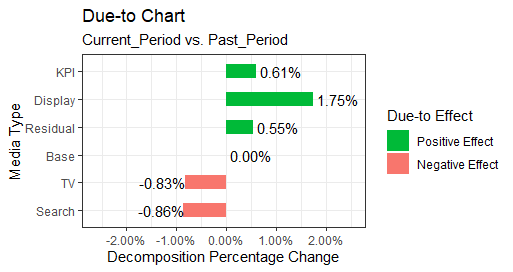 Due-to Chart
Current_Period vs. Past_Period
Media Type
KPI 0.61%
Display 1.75%
Residual 0.55%
Base 0.00%
TV -0.83%
Search -0.86%
-2.00% -1.00% 0.00% 1.00% 2.00%
Decomposition Percentage Change
Due-to Effect
Positive Effect
Negative Effect